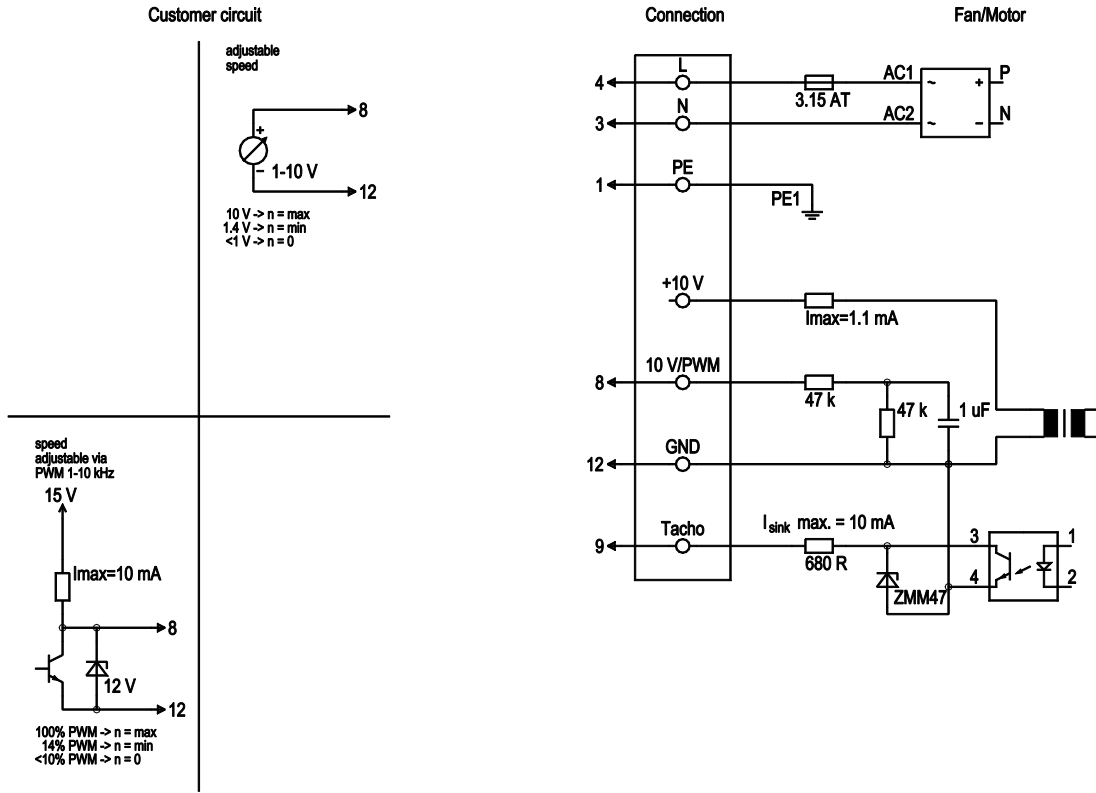 Customer circuit
Connection
Fan/Motor
adjustable
speed
8
+
1-10 V
−
12
10 V -> n = max
1.4 V -> n = min
<1 V -> n = 0
speed
adjustable via
PWM 1-10 kHz
15 V
Imax=10 mA
8
12 V
12
100% PWM -> n = max
14% PWM -> n = min
<10% PWM -> n = 0
L
4
3.15 AT
AC1
~
+
P
N
3
AC2
~
−
N
PE
1
PE1
+10 V
Imax=1.1 mA
10 V/PWM
8
47 k
47 k
1 uF
GND
12
Tacho
9
I sink max. = 10 mA
680 R
ZMM47
3
4
1
2